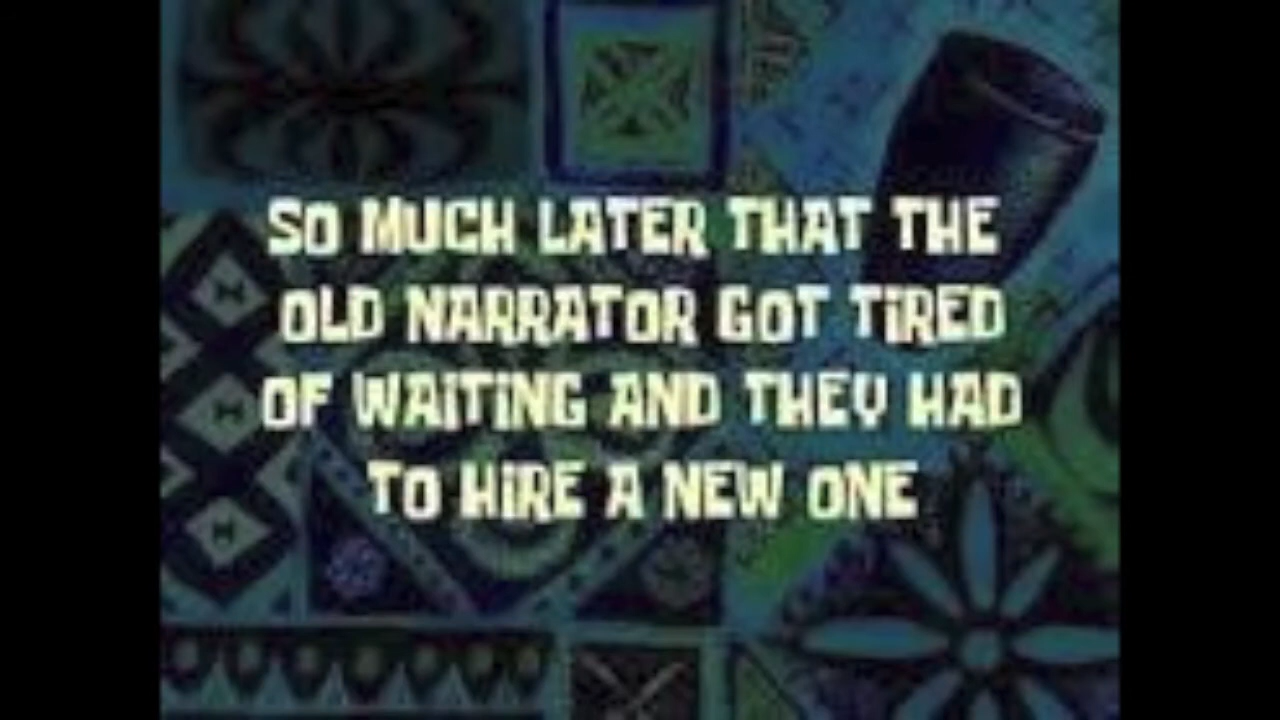 SO MUCH LATER THAT THE
OLD NARRATOR GOT TiRED
OF WAiTiNG AND THEY HAD
TO HiRE A NEW ONE